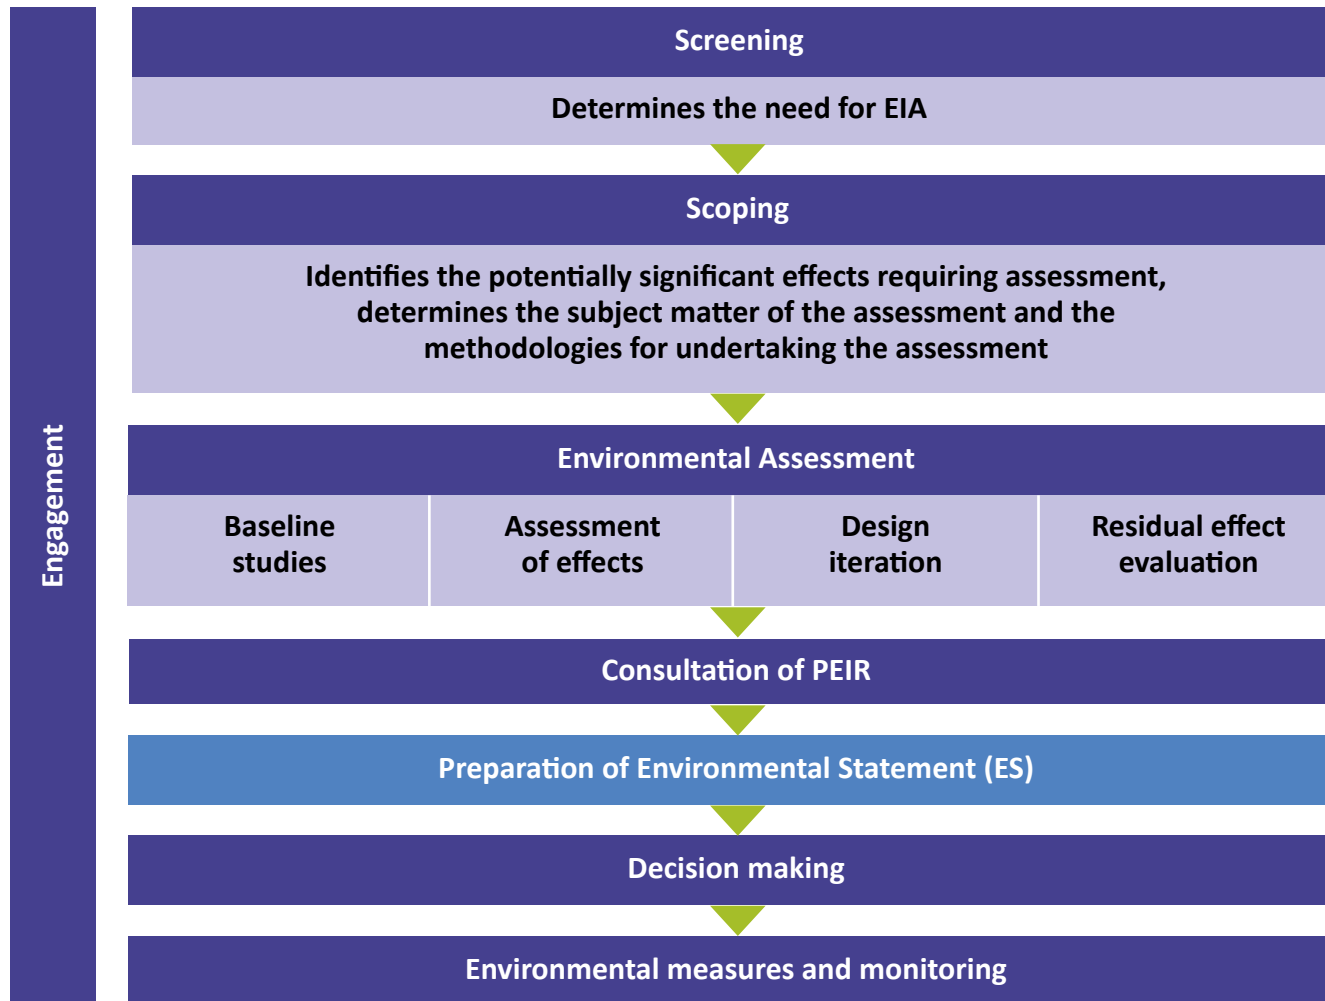 Engagement
Screening
Determines the need for EIA
Scoping
Identifies the potentially significant effects requiring assessment,
determines the subject matter of the assessment and the
methodologies for undertaking the assessment
Environmental Assessment
Baseline
studies
Assessment
of effects
Design
iteration
Residual effect
evaluation
Consultation of PEIR
Preparation of Environmental Statement (ES)
Decision making
Environmental measures and monitoring